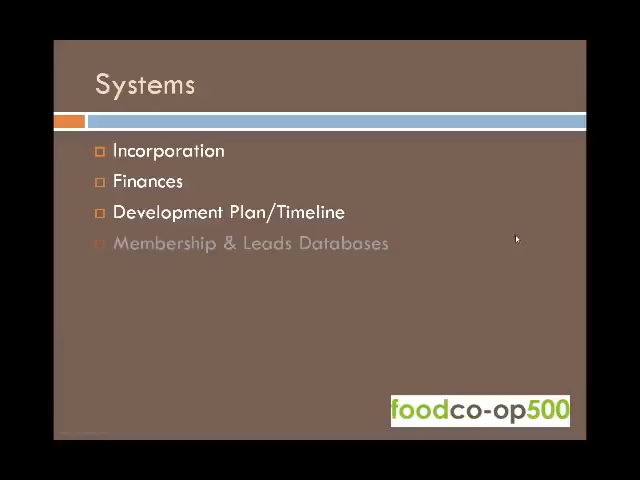 Systems
Incorporation
Finances
Development Plan/Timeline
Membership & Leads Databases
foodco-op500